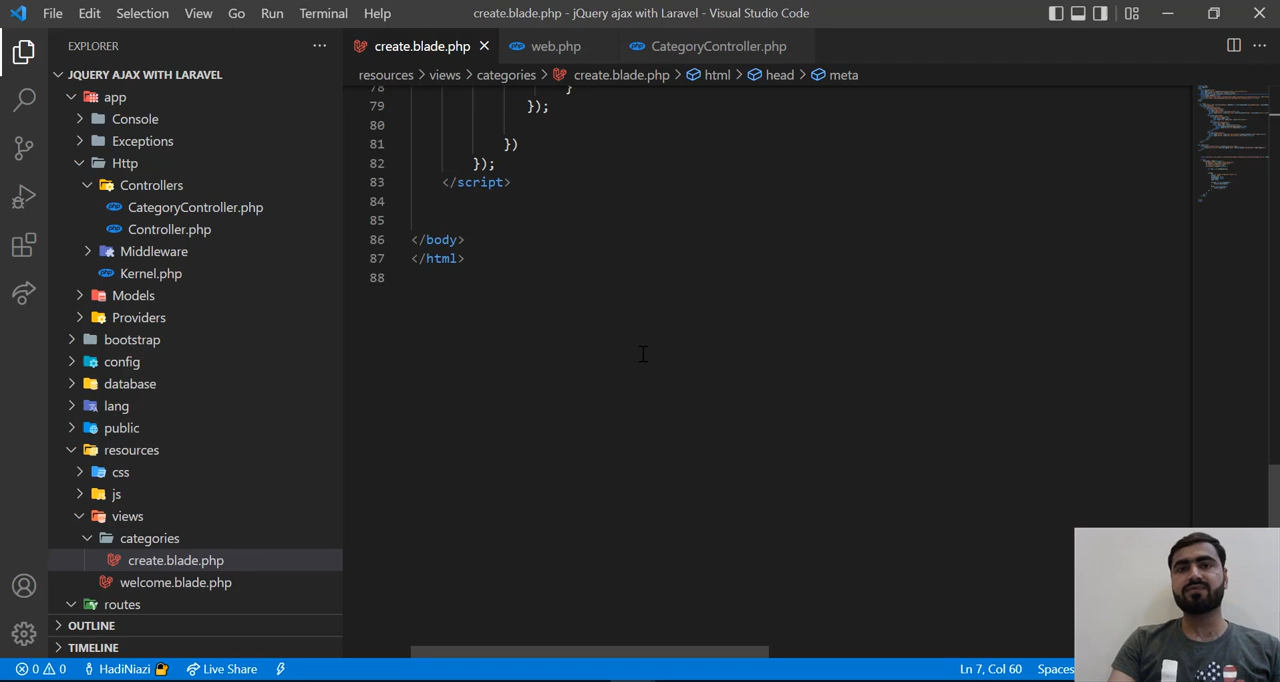 File Edit Selection View Go Run Terminal Help create.blade.php - jQuery ajax with Laravel - Visual Studio Code
EXPLORER
create.blade.php web.php CategoryController.php
JQUERY AJAX WITH LARAVEL
resources > views > categories > create.blade.php > html > head > meta
app
Console
Exceptions
Http
Controllers
CategoryController.php
Controller.php
Middleware
Kernel.php
Models
Providers
bootstrap
config
database
lang
public
resources
css
js
views
categories
create.blade.php
welcome.blade.php
routes
OUTLINE
TIMELINE
78 }
79 });
80
81 })
82 });
83 </script>
84
85
86 </body>
87 </html>
88
0 0 HadiNiazi Live Share Ln 7, Col 60 Spaces